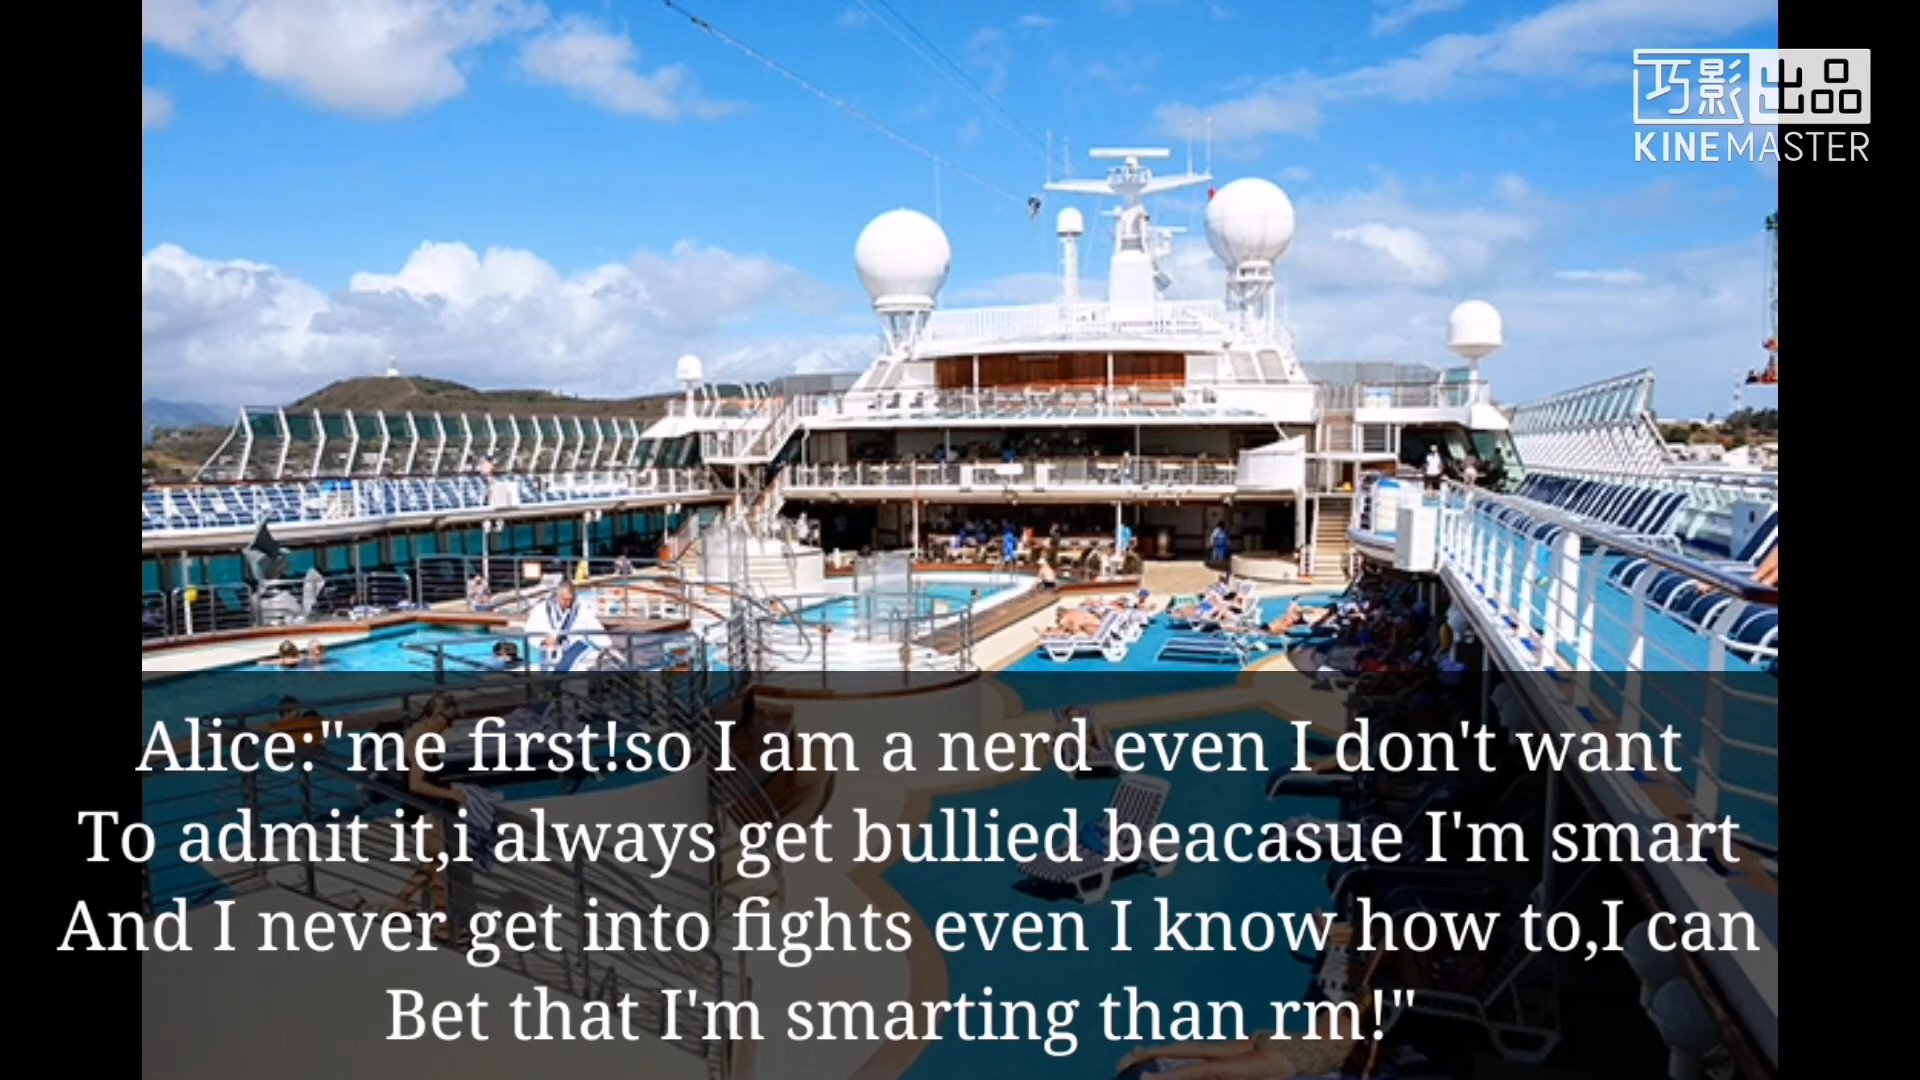 巧影出品
KINEMASTER
Alice:"me first!so I am a nerd even I don't want
To admit it,i always get bullied beacasue I'm smart
And I never get into fights even I know how to,I can
Bet that I'm smarting than rm!"